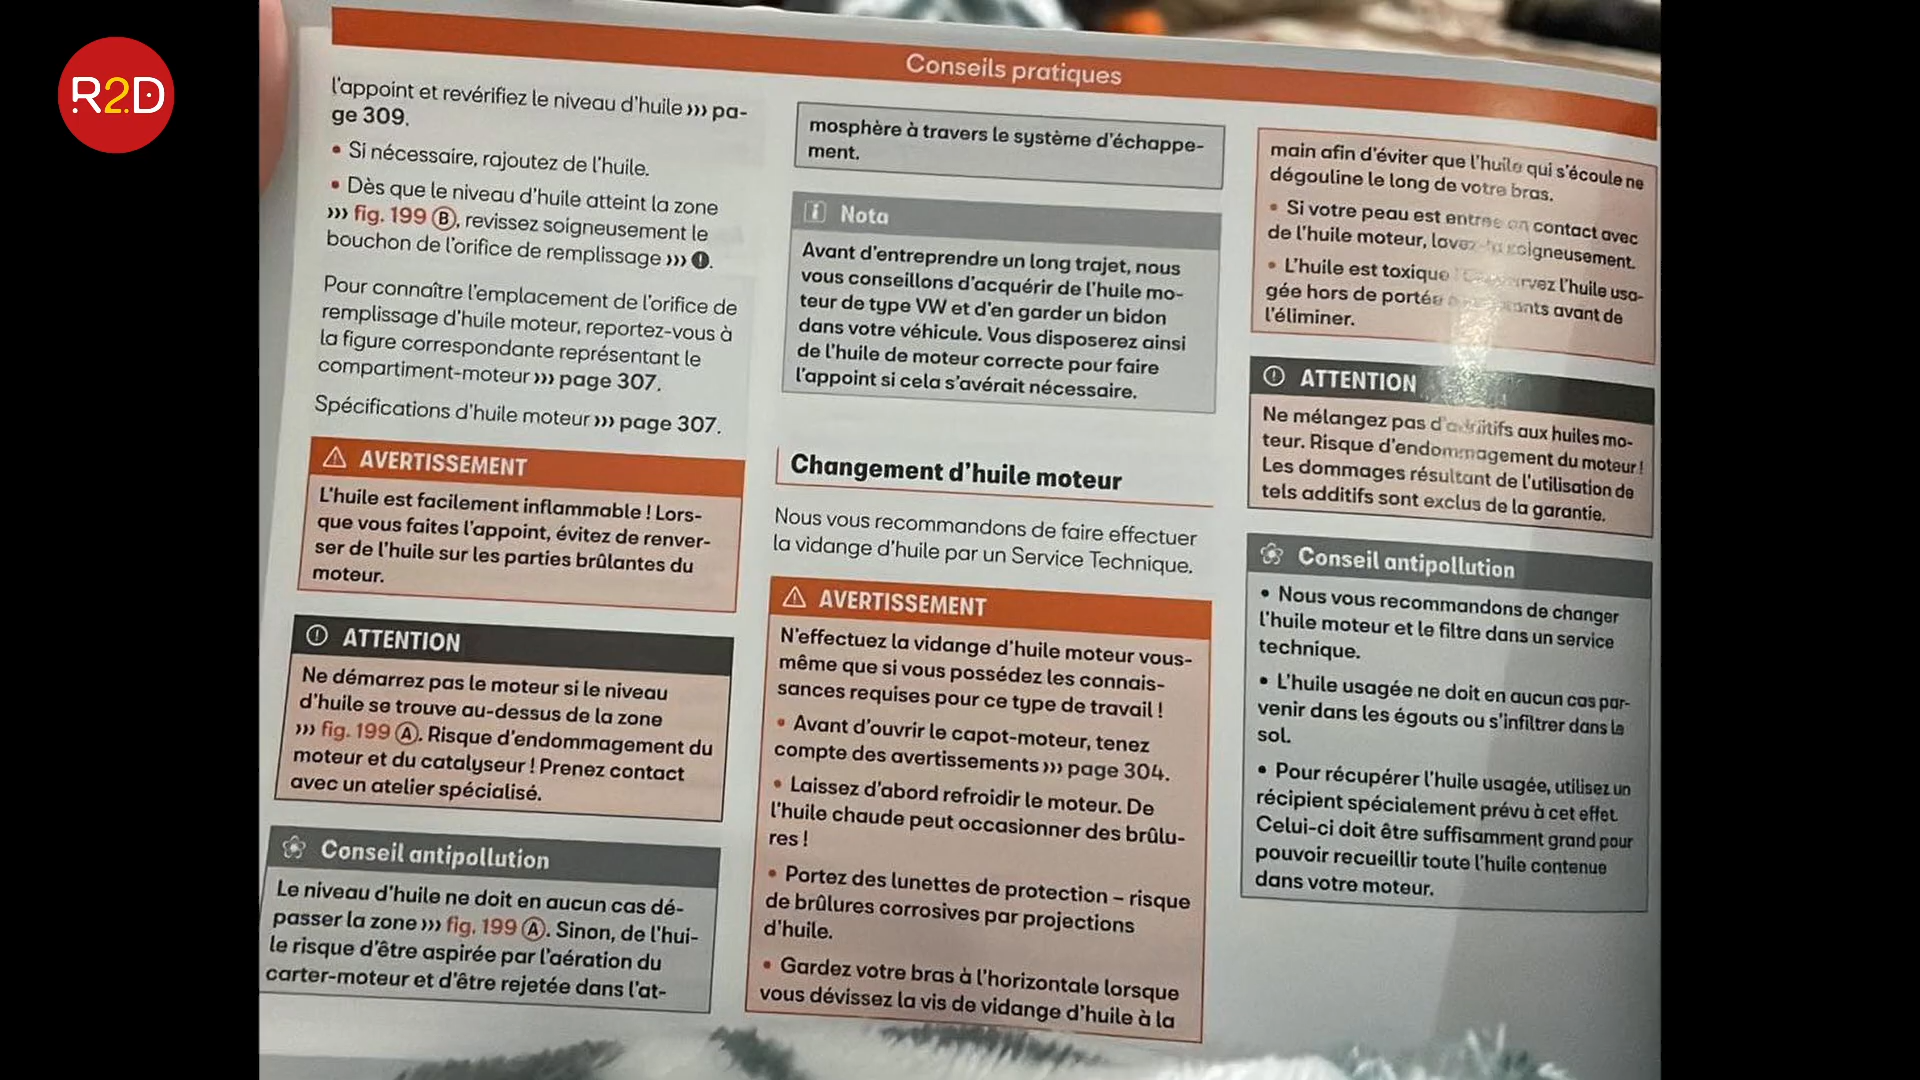 R2D
Conseils pratiques
l'appoint et revérifiez le niveau d'huile ››› pa-
ge 309.
• Si nécessaire, rajoutez de l'huile.
• Dès que le niveau d'huile atteint la zone
››› fig. 199 Ⓑ, revissez soigneusement le
bouchon de l'orifice de remplissage ››› !.
Pour connaître l'emplacement de l'orifice de
remplissage d'huile moteur, reportez-vous à
la figure correspondante représentant le
compartiment-moteur ››› page 307.
Spécifications d'huile moteur ››› page 307.
AVERTISSEMENT
L'huile est facilement inflammable ! Lors-
que vous faites l'appoint, évitez de renver-
ser de l'huile sur les parties brûlantes du
moteur.
ATTENTION
Ne démarrez pas le moteur si le niveau
d'huile se trouve au-dessus de la zone
››› fig. 199 Ⓐ. Risque d'endommagement du
moteur et du catalyseur ! Prenez contact
avec un atelier spécialisé.
Conseil antipollution
Le niveau d'huile ne doit en aucun cas dé-
passer la zone ››› fig. 199 Ⓐ. Sinon, de l'hui-
le risque d'être aspirée par l'aération du
carter-moteur et d'être rejetée dans l'at-
mosphère à travers le système d'échappe-
ment.
Nota
Avant d'entreprendre un long trajet, nous
vous conseillons d'acquérir de l'huile mo-
teur de type VW et d'en garder un bidon
dans votre véhicule. Vous disposerez ainsi
de l'huile de moteur correcte pour faire
l'appoint si cela s'avérait nécessaire.
Changement d'huile moteur
Nous vous recommandons de faire effectuer
la vidange d'huile par un Service Technique.
AVERTISSEMENT
N'effectuez la vidange d'huile moteur vous-
même que si vous possédez les connais-
sances requises pour ce type de travail !
• Avant d'ouvrir le capot-moteur, tenez
compte des avertissements ››› page 304.
• Laissez d'abord refroidir le moteur. De
l'huile chaude peut occasionner des brûlu-
res !
• Portez des lunettes de protection – risque
de brûlures corrosives par projections
d'huile.
• Gardez votre bras à l'horizontale lorsque
vous dévissez la vis de vidange d'huile à la
main afin d'éviter que l'huile qui s'écoule ne
dégouline le long de votre bras.
• Si votre peau est entrée en contact avec
de l'huile moteur, lavez-la soigneusement.
• L'huile est toxique l'huile usa-
gée hors de portée avant de
l'éliminer.
ATTENTION
Ne mélangez pas d'additifs aux huiles mo-
teur. Risque d'endommagement du moteur !
Les dommages résultant de l'utilisation de
tels additifs sont exclus de la garantie.
Conseil antipollution
• Nous vous recommandons de changer
l'huile moteur et le filtre dans un service
technique.
• L'huile usagée ne doit en aucun cas par-
venir dans les égouts ou s'infiltrer dans le
sol.
• Pour récupérer l'huile usagée, utilisez un
récipient spécialement prévu à cet effet.
Celui-ci doit être suffisamment grand pour
pouvoir recueillir toute l'huile contenue
dans votre moteur.